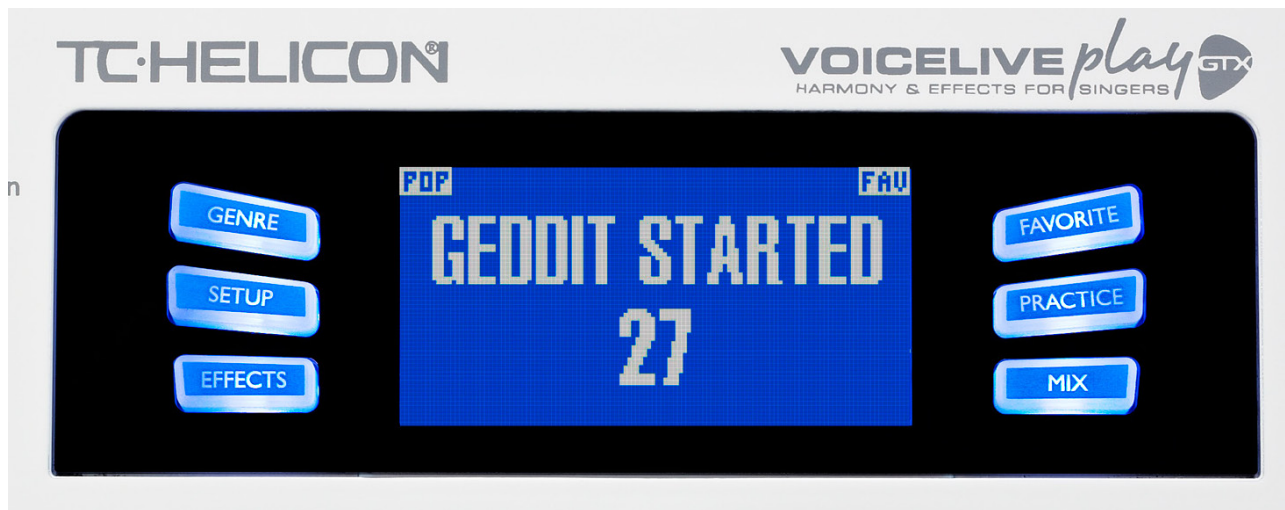 TC·HELICON®
VOICELIVE play GTX
HARMONY & EFFECTS FOR SINGERS
n
POP
FAV
GENRE
GEDDIT STARTED
FAVORITE
SETUP
27
PRACTICE
EFFECTS
MIX